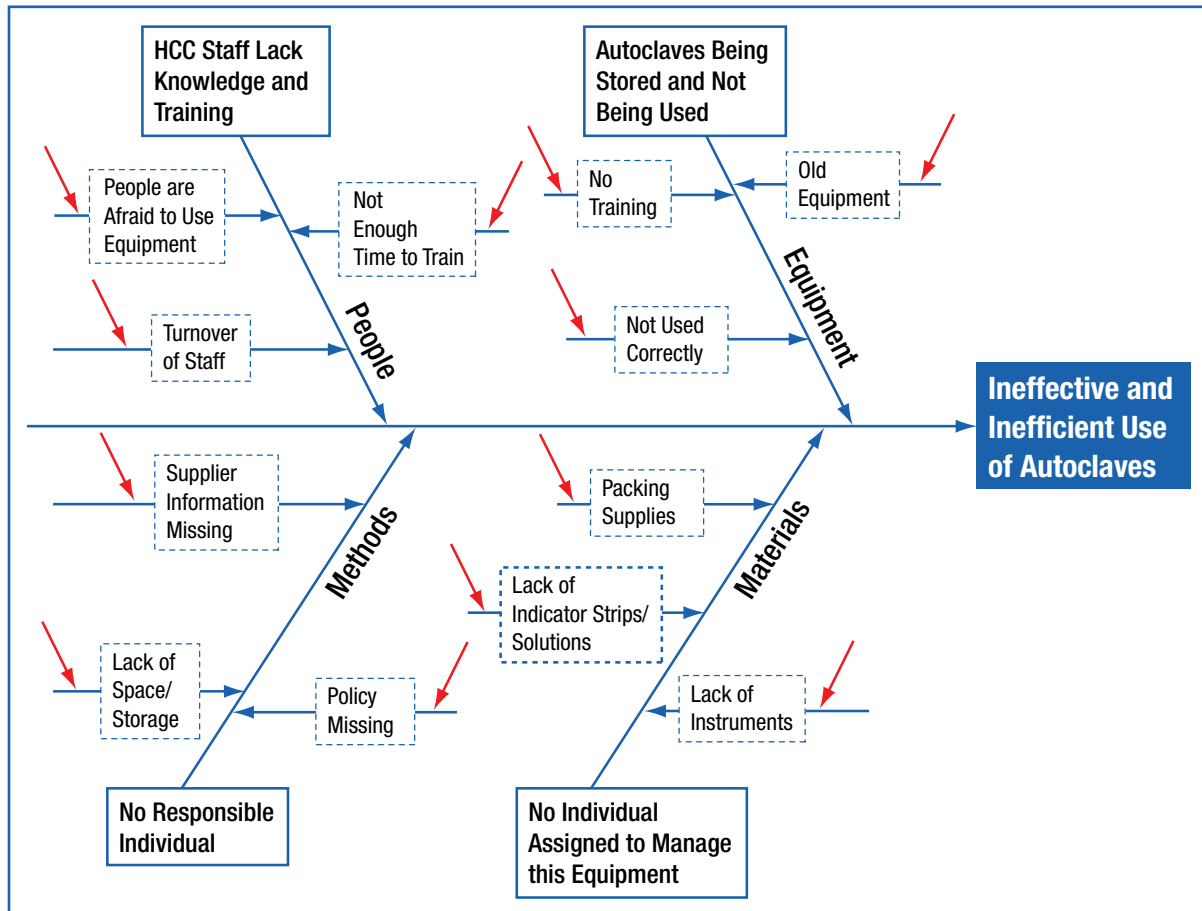 HCC Staff Lack
Knowledge and
Training
Autoclaves Being
Stored and Not
Being Used
People are
Afraid to Use
Equipment
Not
Enough
Time to Train
No
Training
Old
Equipment
Turnover
of Staff
People
Not Used
Correctly
Equipment
Ineffective and
Inefficient Use
of Autoclaves
Supplier
Information
Missing
Methods
Packing
Supplies
Materials
Lack of
Indicator Strips/
Solutions
Lack of
Space/
Storage
Policy
Missing
Lack of
Instruments
No Responsible
Individual
No Individual
Assigned to Manage
this Equipment